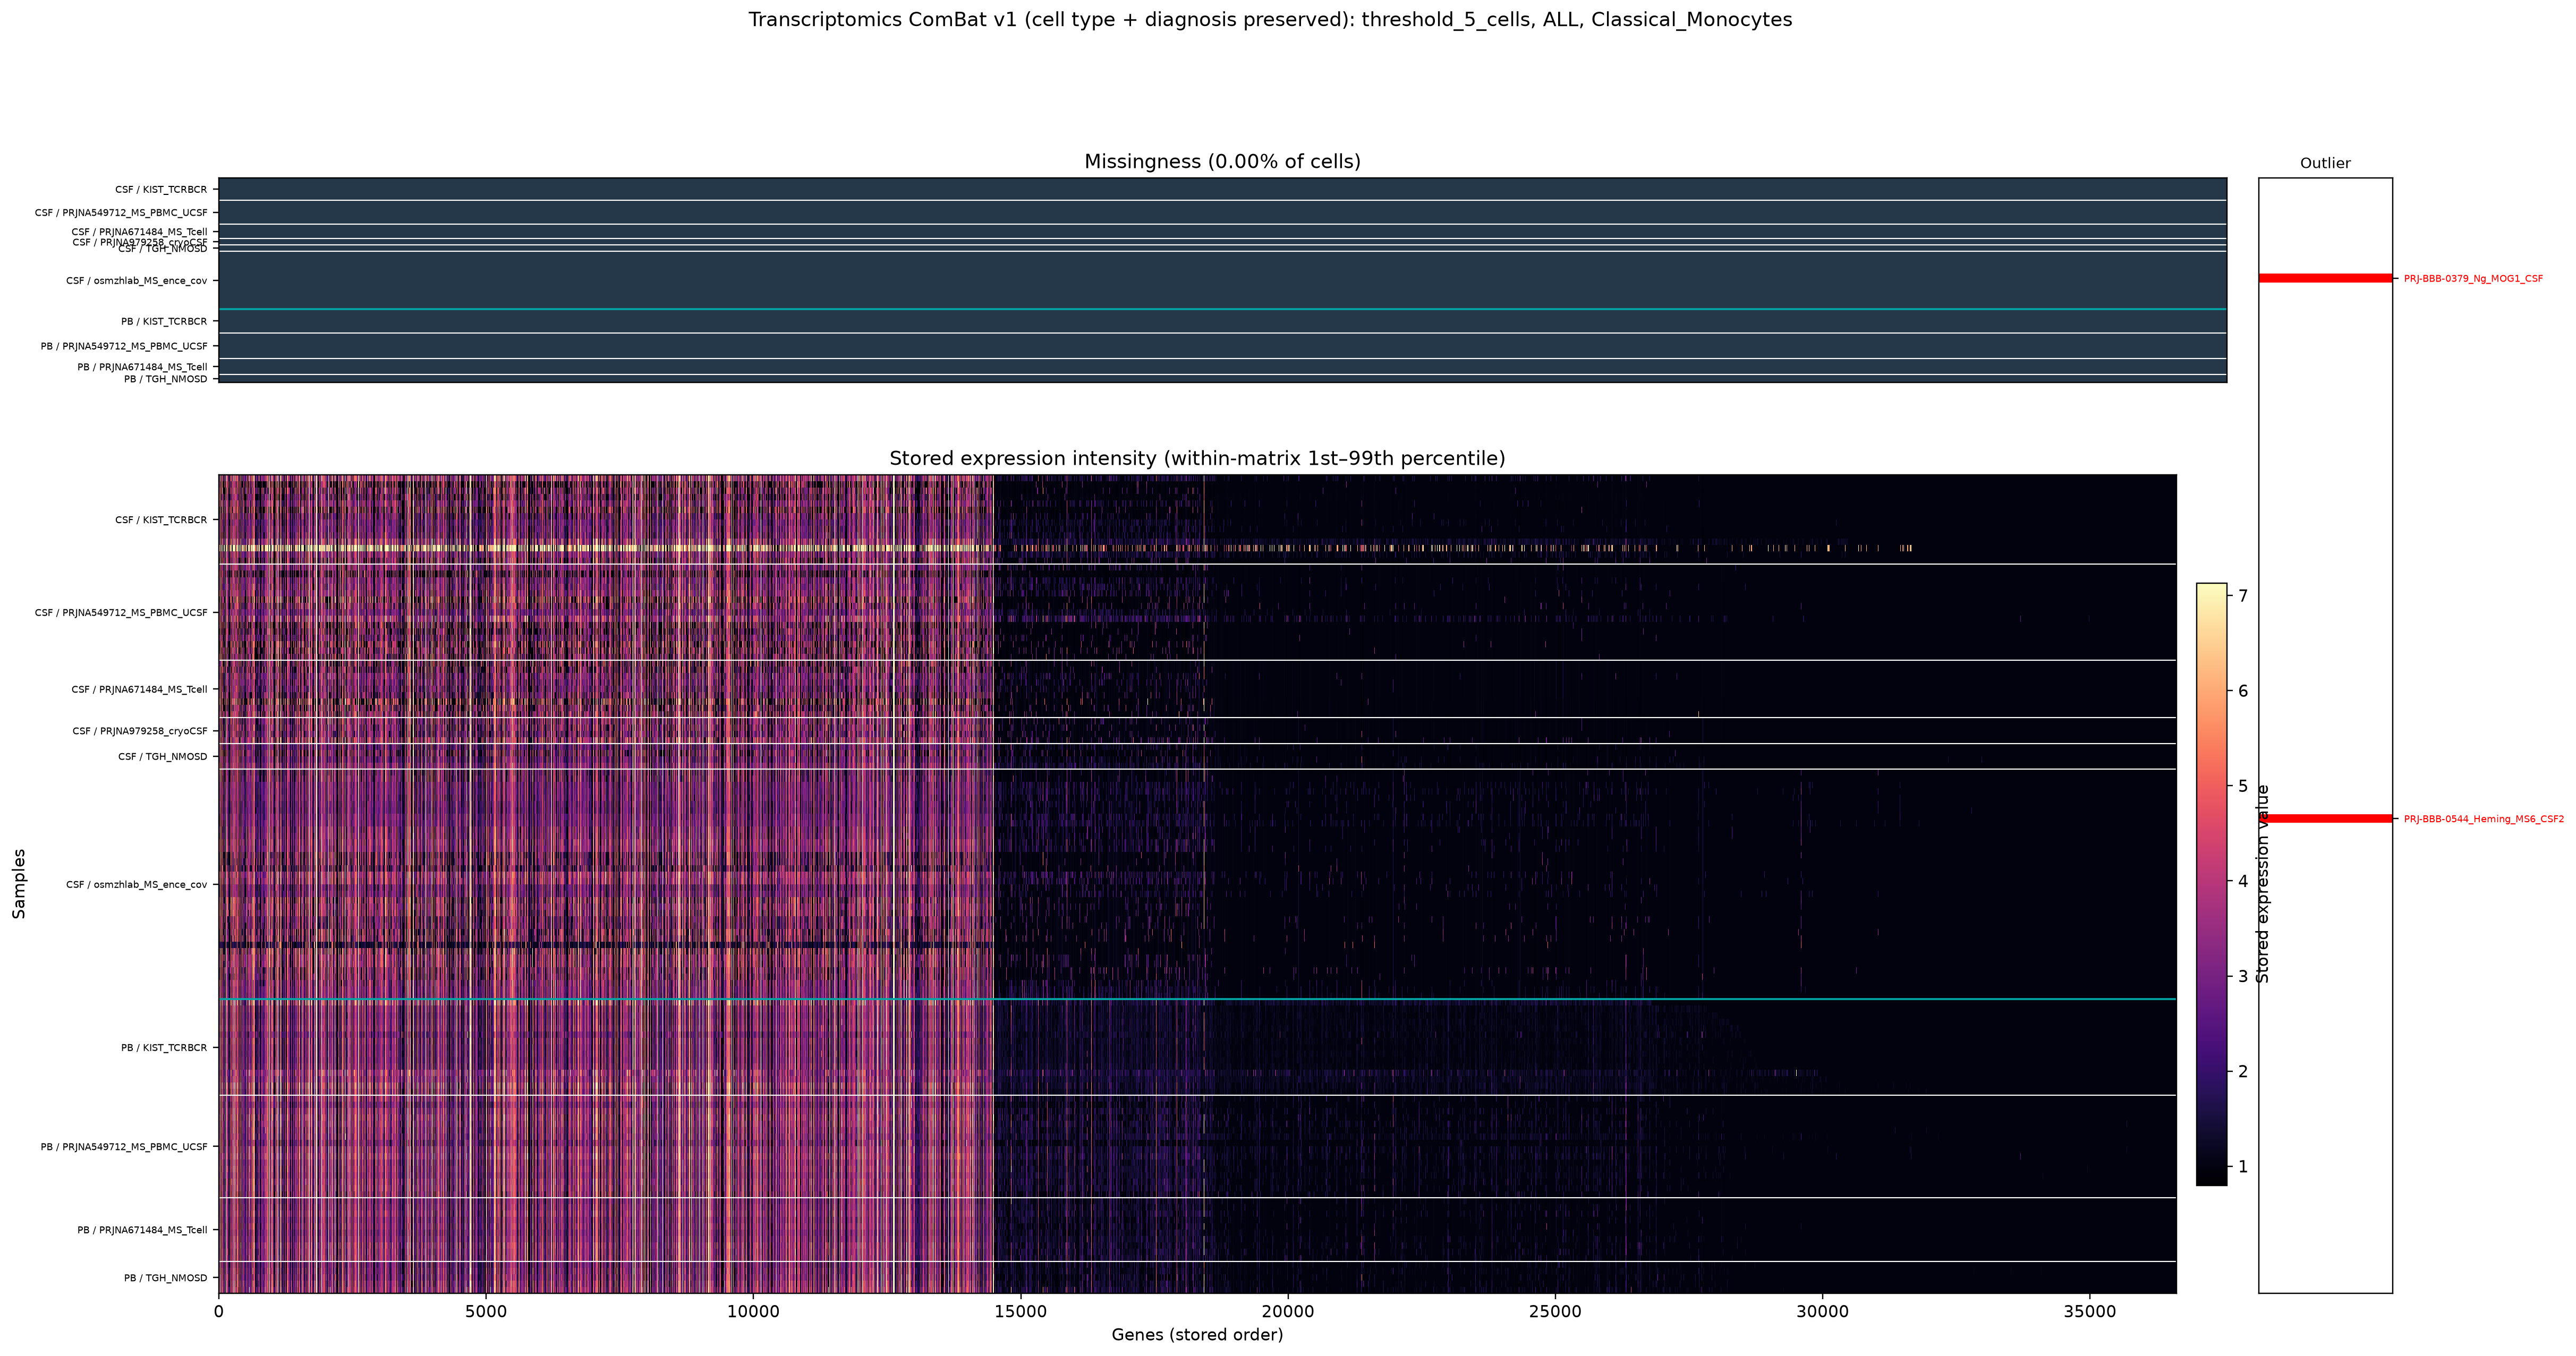 Transcriptomics ComBat v1 (cell type + diagnosis preserved): threshold_5_cells, ALL, Classical_Monocytes
Missingness (0.00% of cells)
Outlier
CSF / KIST_TCRBCR
CSF / PRJNA549712_MS_PBMC_UCSF
CSF / PRJNA671484_MS_Tcell
CSF / PRJNA979258_cryoCSF
CSF / TGH_NMOSD
CSF / osmzhlab_MS_ence_cov
PB / KIST_TCRBCR
PB / PRJNA549712_MS_PBMC_UCSF
PB / PRJNA671484_MS_Tcell
PB / TGH_NMOSD
PRJ-BBB-0379_Ng_MOG1_CSF
PRJ-BBB-0544_Heming_MS6_CSF2
Stored expression intensity (within-matrix 1st–99th percentile)
Samples
CSF / KIST_TCRBCR
CSF / PRJNA549712_MS_PBMC_UCSF
CSF / PRJNA671484_MS_Tcell
CSF / PRJNA979258_cryoCSF
CSF / TGH_NMOSD
CSF / osmzhlab_MS_ence_cov
PB / KIST_TCRBCR
PB / PRJNA549712_MS_PBMC_UCSF
PB / PRJNA671484_MS_Tcell
PB / TGH_NMOSD
7
6
5
4
3
2
1
Stored expression value
0 5000 10000 15000 20000 25000 30000 35000
Genes (stored order)